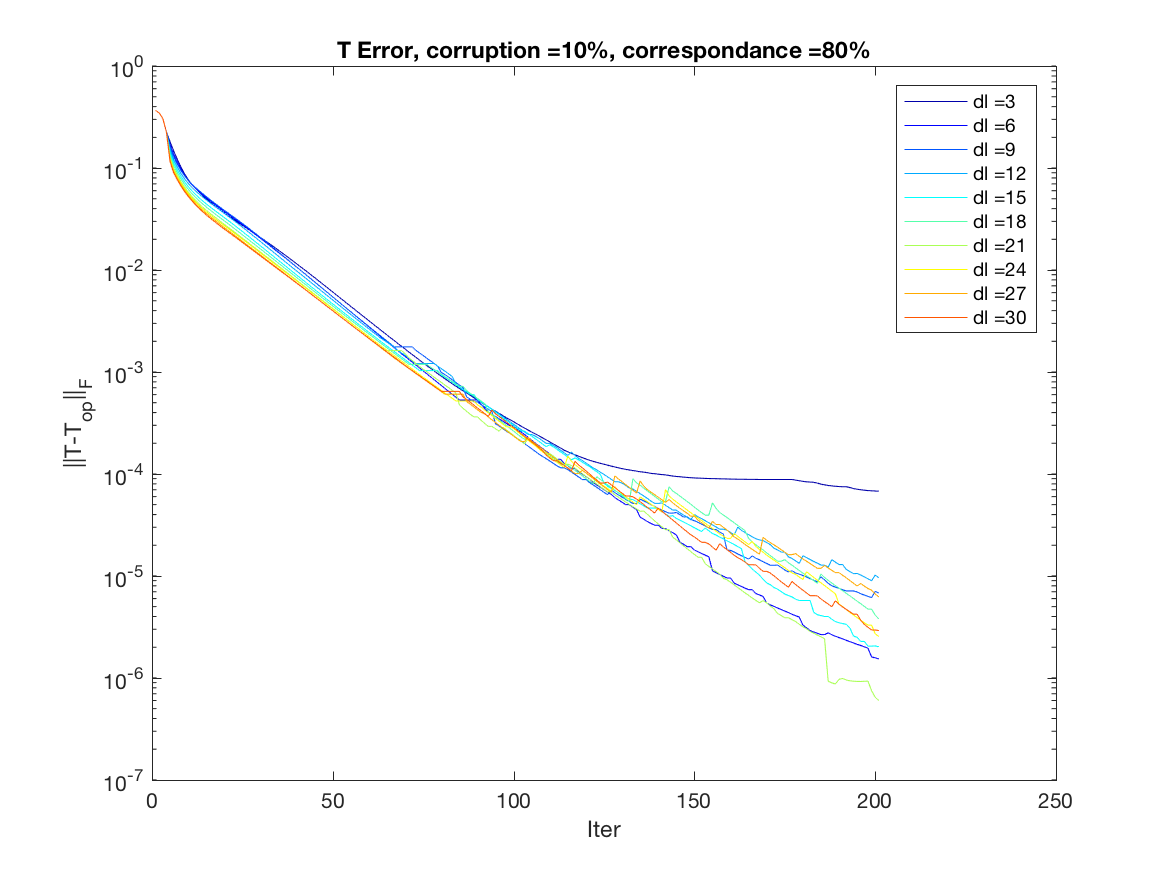 T Error, corruption =10%, correspondance =80%
10^0
10^-1
10^-2
10^-3
10^-4
10^-5
10^-6
10^-7
||T-T_op||_F
0
50
100
150
200
250
Iter
dl =3
dl =6
dl =9
dl =12
dl =15
dl =18
dl =21
dl =24
dl =27
dl =30